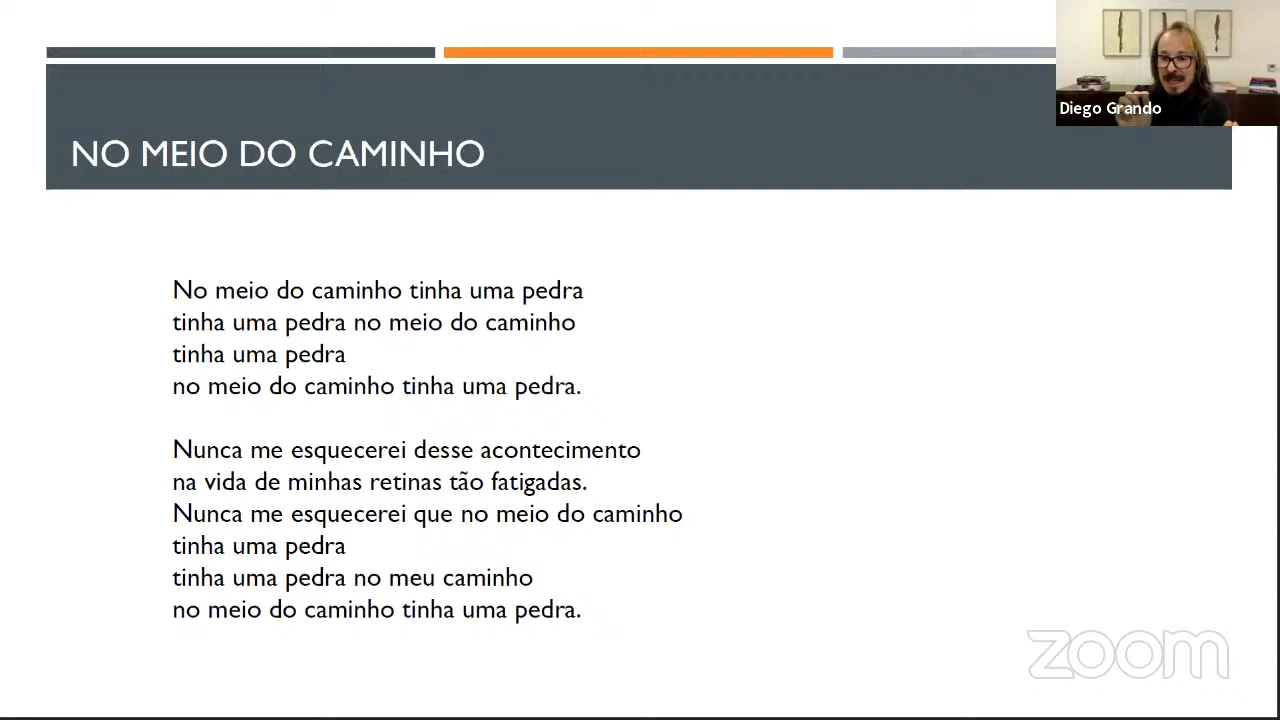 Diego Grando
NO MEIO DO CAMINHO
No meio do caminho tinha uma pedra
tinha uma pedra no meio do caminho
tinha uma pedra
no meio do caminho tinha uma pedra.
Nunca me esquecerei desse acontecimento
na vida de minhas retinas tão fatigadas.
Nunca me esquecerei que no meio do caminho
tinha uma pedra
tinha uma pedra no meu caminho
no meio do caminho tinha uma pedra.
zoom